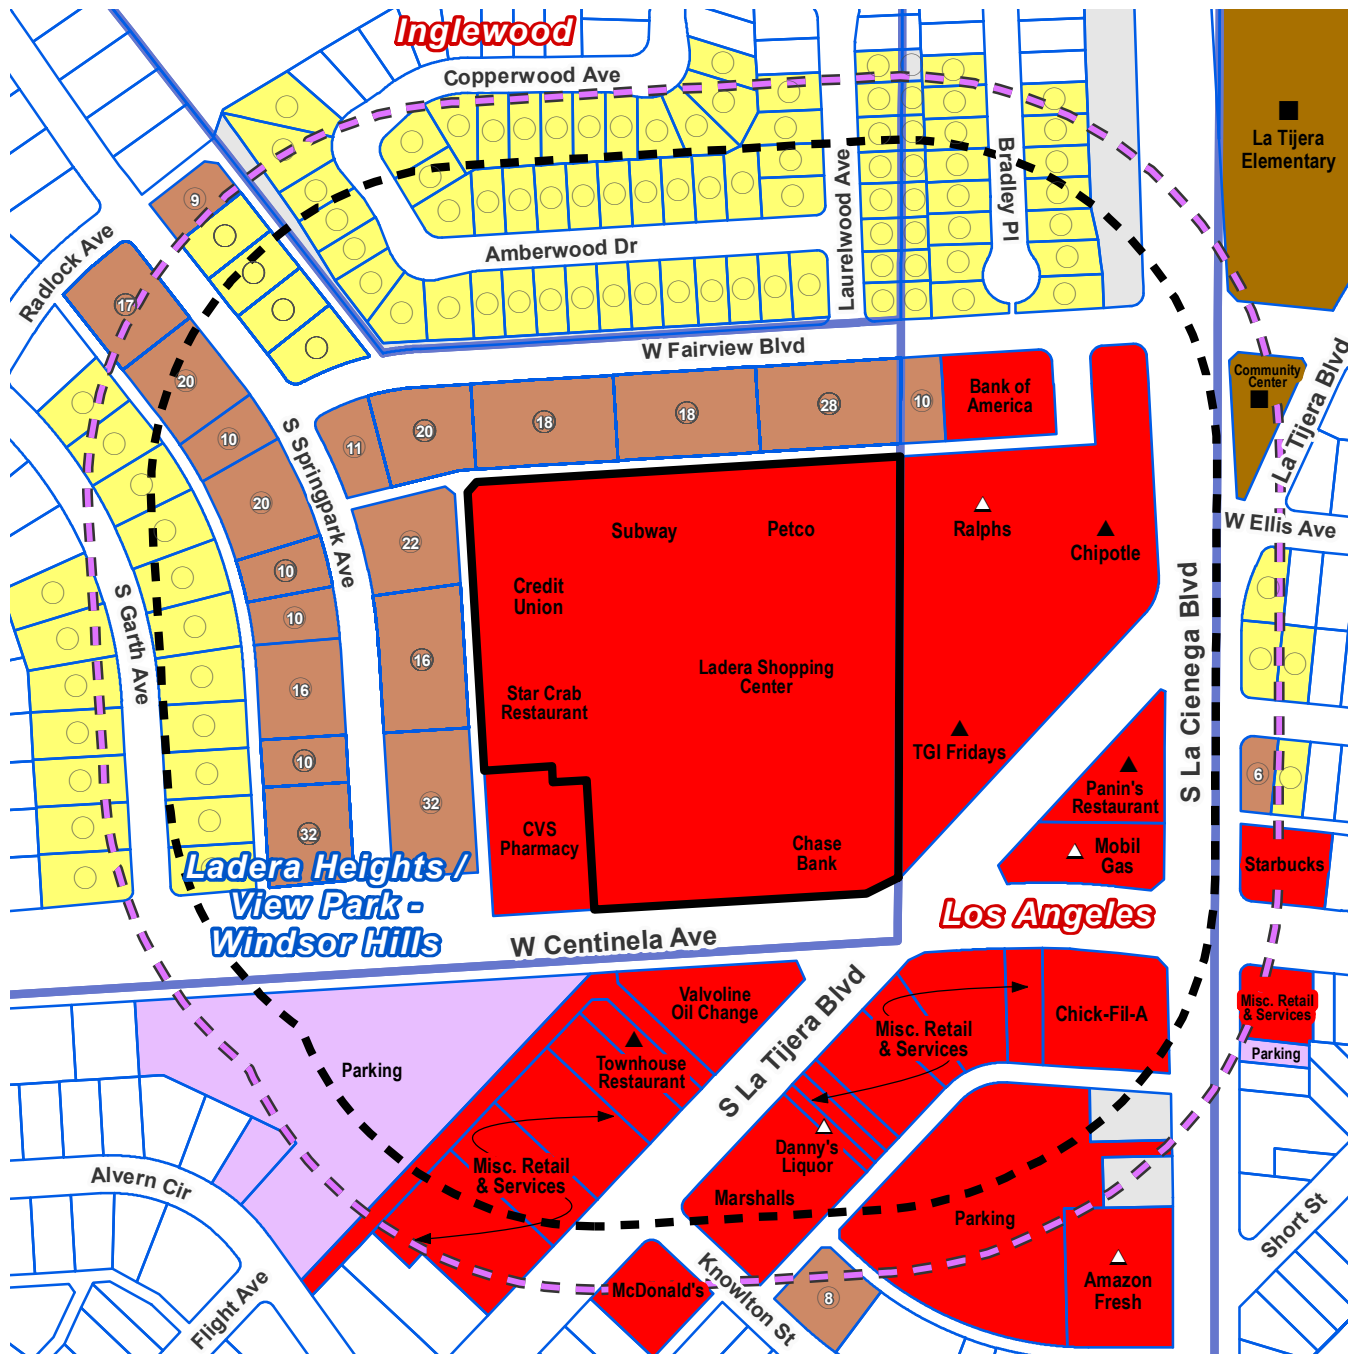 Inglewood
Copperwood Ave
La Tijera
Elementary
Laurelwood Ave
Bradley Pl
9
Radlock Ave
Amberwood Dr
17
W Fairview Blvd
Community
Center
La Tijera Blvd
20
10
20
10
10
16
10
32
S Springpark Ave
11
20
18
18
28
10
Bank of
America
22
16
32
S Garth Ave
Subway
Petco
Ralphs
Chipotle
W Ellis Ave
Credit
Union
Ladera Shopping
Center
Star Crab
Restaurant
TGI Fridays
S La Cienega Blvd
Panin's
Restaurant
6
CVS
Pharmacy
Chase
Bank
Mobil
Gas
Starbucks
Ladera Heights /
View Park -
Windsor Hills
Los Angeles
W Centinela Ave
Valvoline
Oil Change
S La Tijera Blvd
Misc. Retail
& Services
Chick-Fil-A
Misc. Retail
& Services
Parking
Parking
Townhouse
Restaurant
Danny's
Liquor
Misc. Retail
& Services
Marshalls
Parking
Alvern Cir
Short St
Flight Ave
McDonald's
Knowlton St
8
Amazon
Fresh